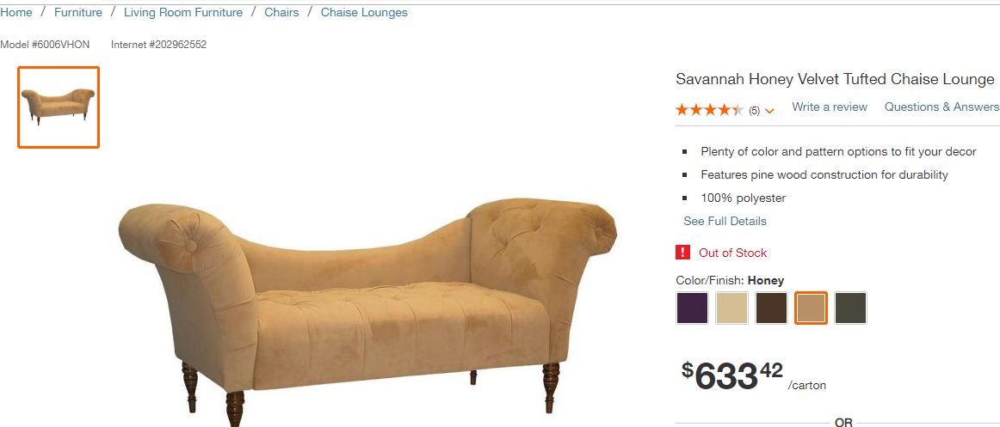 Home / Furniture / Living Room Furniture / Chairs / Chaise Lounges
Model #6006VHON Internet #202962552
Savannah Honey Velvet Tufted Chaise Lounge
(5) Write a review Questions & Answers
Plenty of color and pattern options to fit your decor
Features pine wood construction for durability
100% polyester
See Full Details
! Out of Stock
Color/Finish: Honey
$633 42 /carton
OR